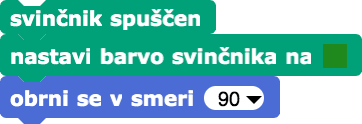 svinčnik spuščen
nastavi barvo svinčnika na
obrni se v smeri 90